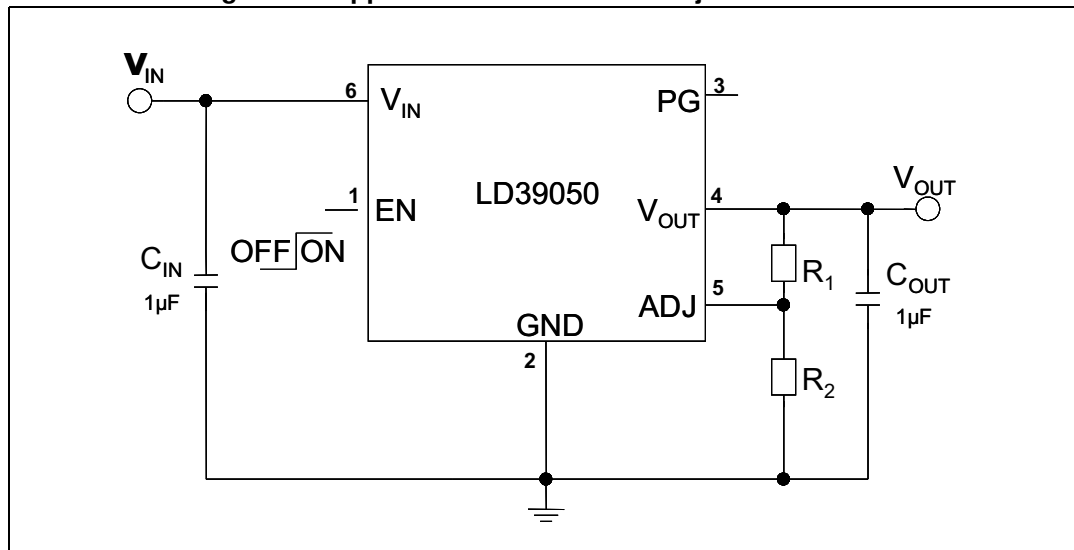 V_IN
6
V_IN
PG
3
LD39050
1
EN
V_OUT
4
V_OUT
OFF ON
C_IN
1µF
R_1
C_OUT
1µF
ADJ
5
GND
2
R_2